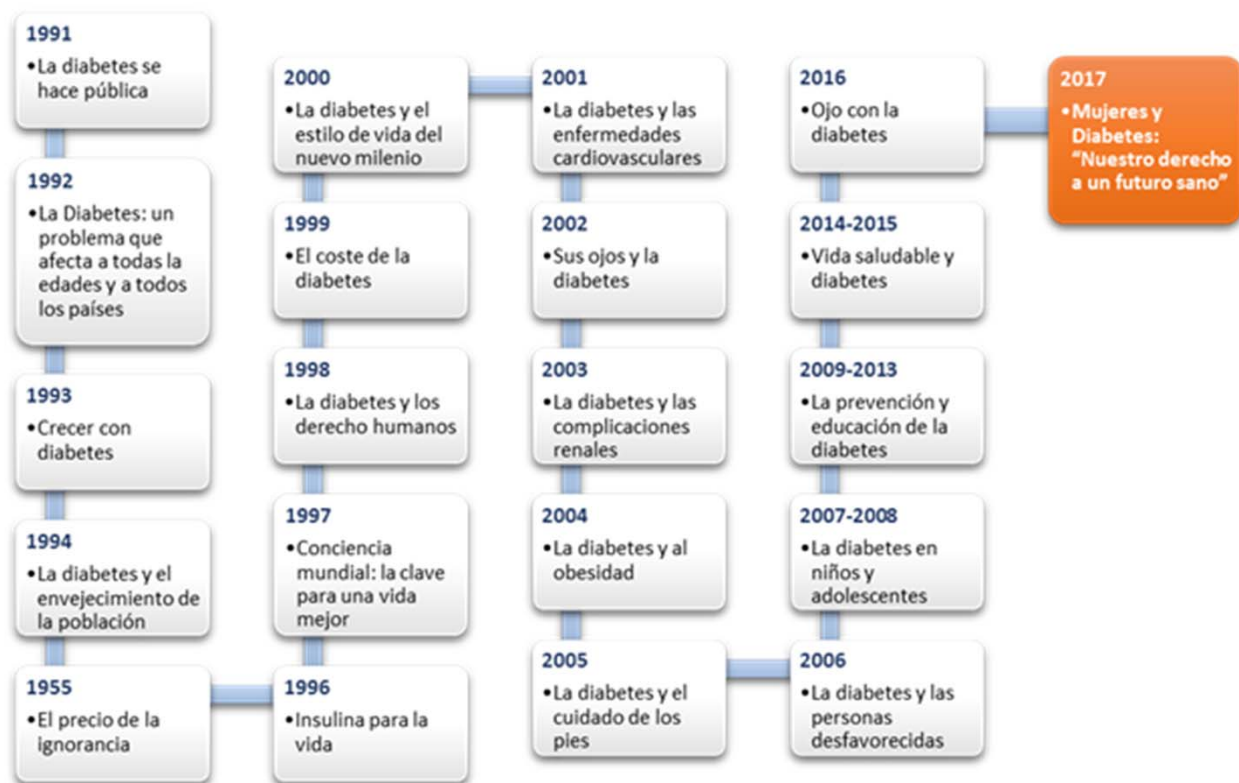 1991
•La diabetes se
hace pública
1992
•La Diabetes: un
problema que
afecta a todas la
edades y a todos
los países
1993
•Crecer con
diabetes
1994
•La diabetes y el
envejecimiento de
la población
1955
•El precio de la
ignorancia
1996
•Insulina para la
vida
1997
•Conciencia
mundial: la clave
para una vida
mejor
1998
•La diabetes y los
derecho humanos
1999
•El coste de la
diabetes
2000
•La diabetes y el
estilo de vida del
nuevo milenio
2001
•La diabetes y las
enfermedades
cardiovasculares
2002
•Sus ojos y la
diabetes
2003
•La diabetes y las
complicaciones
renales
2004
•La diabetes y al
obesidad
2005
•La diabetes y el
cuidado de los
pies
2006
•La diabetes y las
personas
desfavorecidas
2007-2008
•La diabetes en
niños y
adolescentes
2009-2013
•La prevención y
educación de la
diabetes
2014-2015
•Vida saludable y
diabetes
2016
•Ojo con la
diabetes
2017
•Mujeres y
Diabetes:
“Nuestro derecho
a un futuro sano”